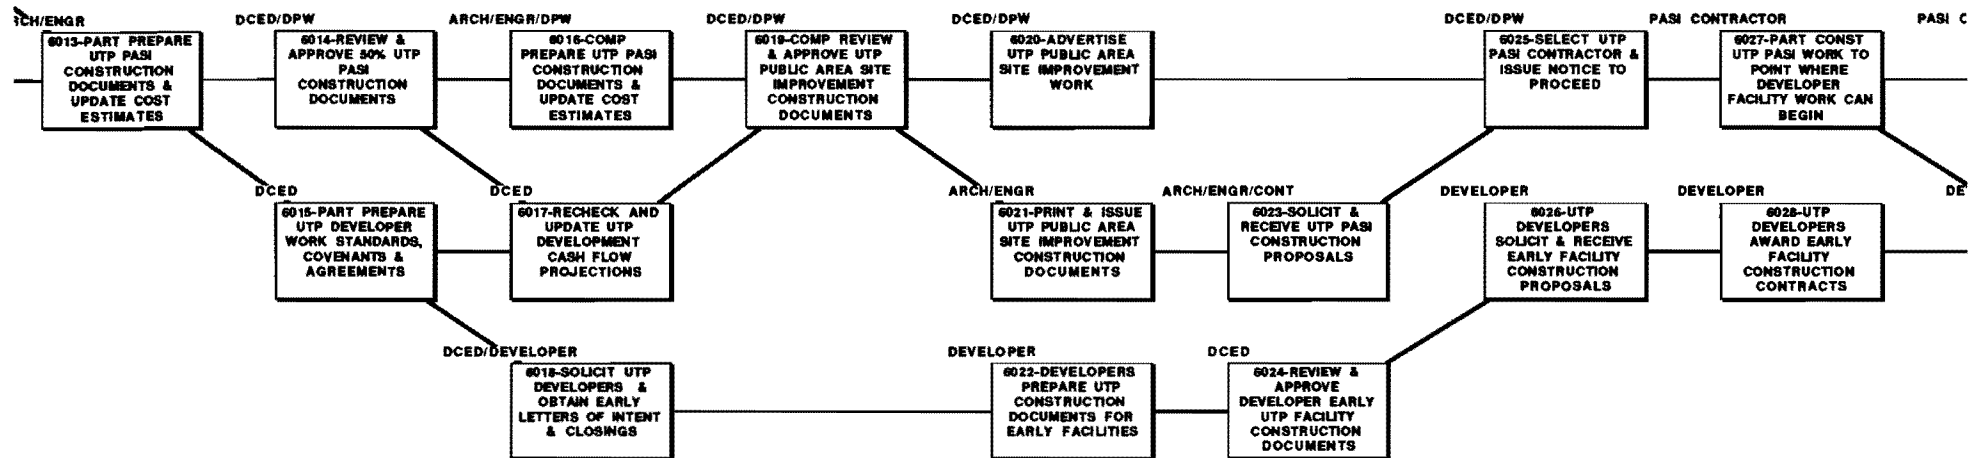 CH/ENGR
6013-PART PREPARE
UTP PASI
CONSTRUCTION
DOCUMENTS &
UPDATE COST
ESTIMATES
DCED/DPW
6014-REVIEW &
APPROVE 50% UTP
PASI
CONSTRUCTION
DOCUMENTS
ARCH/ENGR/DPW
6016-COMP
PREPARE UTP PASI
CONSTRUCTION
DOCUMENTS &
UPDATE COST
ESTIMATES
DCED/DPW
6019-COMP REVIEW
& APPROVE UTP
PUBLIC AREA SITE
IMPROVEMENT
CONSTRUCTION
DOCUMENTS
DCED/DPW
6020-ADVERTISE
UTP PUBLIC AREA
SITE IMPROVEMENT
WORK
DCED/DPW
6025-SELECT UTP
PASI CONTRACTOR &
ISSUE NOTICE TO
PROCEED
PASI CONTRACTOR
6027-PART CONST
UTP PASI WORK TO
POINT WHERE
DEVELOPER
FACILITY WORK CAN
BEGIN
PASI C
DCED
6015-PART PREPARE
UTP DEVELOPER
WORK STANDARDS,
COVENANTS &
AGREEMENTS
DCED
6017-RECHECK AND
UPDATE UTP
DEVELOPMENT
CASH FLOW
PROJECTIONS
ARCH/ENGR
6021-PRINT & ISSUE
UTP PUBLIC AREA
SITE IMPROVEMENT
CONSTRUCTION
DOCUMENTS
ARCH/ENGR/CONT
6023-SOLICIT &
RECEIVE UTP PASI
CONSTRUCTION
PROPOSALS
DEVELOPER
6026-UTP
DEVELOPERS
SOLICIT & RECEIVE
EARLY FACILITY
CONSTRUCTION
PROPOSALS
DEVELOPER
6028-UTP
DEVELOPERS
AWARD EARLY
FACILITY
CONSTRUCTION
CONTRACTS
DE
DCED/DEVELOPER
6018-SOLICIT UTP
DEVELOPERS &
OBTAIN EARLY
LETTERS OF INTENT
& CLOSINGS
DEVELOPER
6022-DEVELOPERS
PREPARE UTP
CONSTRUCTION
DOCUMENTS FOR
EARLY FACILITIES
DCED
6024-REVIEW &
APPROVE
DEVELOPER EARLY
UTP FACILITY
CONSTRUCTION
DOCUMENTS